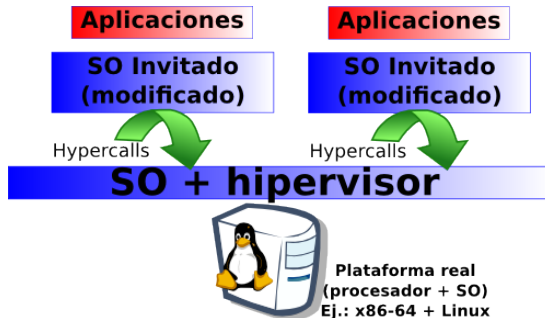 Aplicaciones
Aplicaciones
SO Invitado
(modificado)
SO Invitado
(modificado)
Hypercalls
Hypercalls
SO + hipervisor
Plataforma real
(procesador + SO)
Ej.: x86-64 + Linux